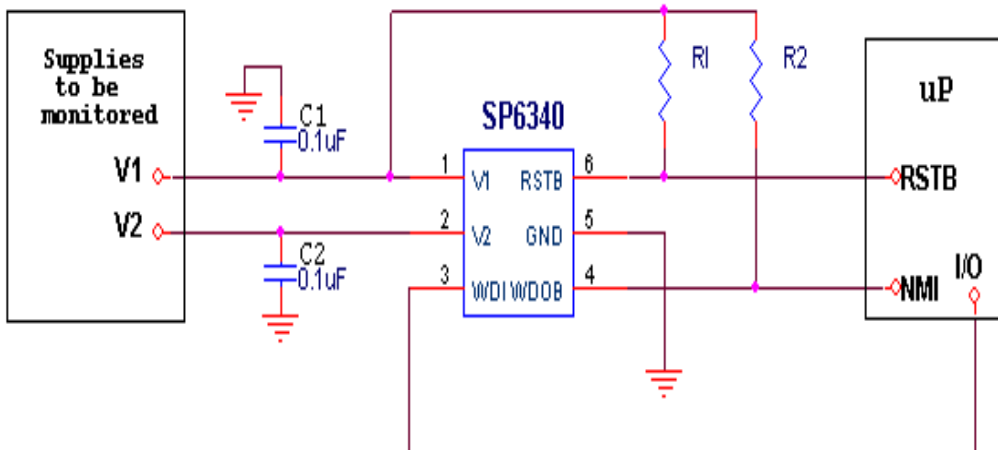 Supplies
to be
monitored
V1
V2
C1
0.1uF
C2
0.1uF
SP6340
1
2
3
V1
V2
WDI
RSTB
GND
WDOB
6
5
4
R1
R2
uP
RSTB
NMI
I/O